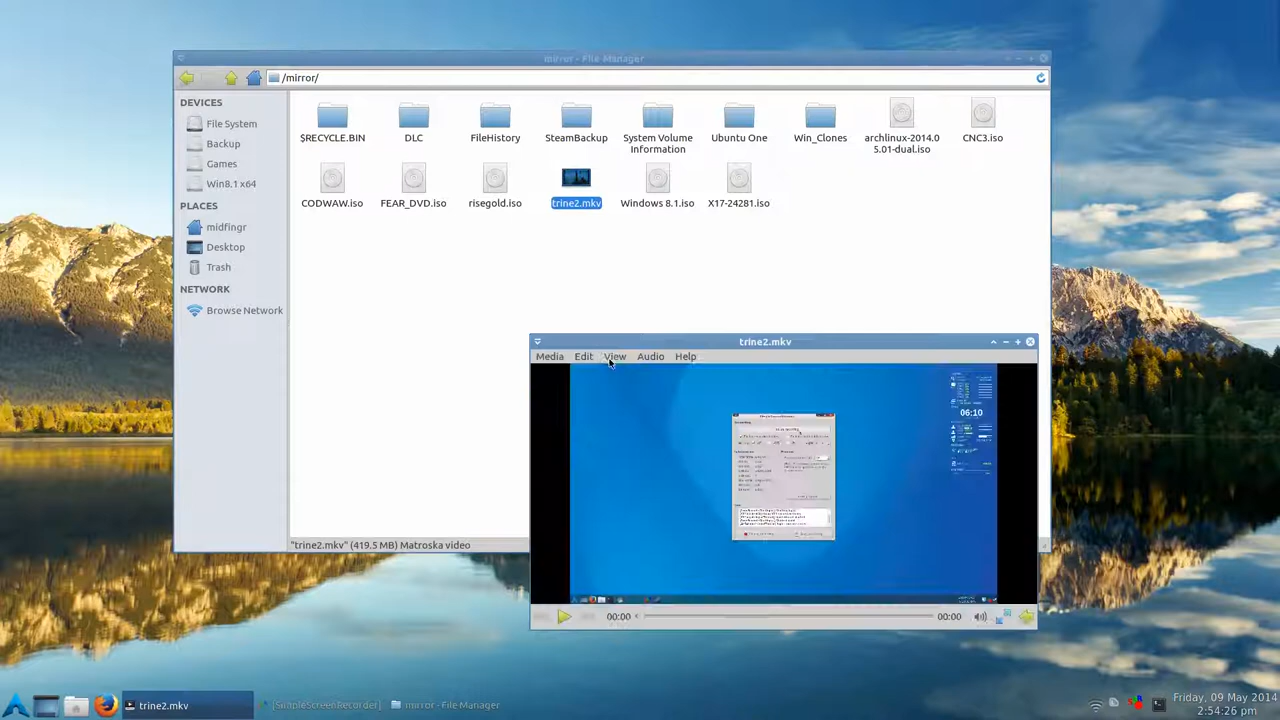 mirror - File Manager
/mirror/
DEVICES
File System
Backup
Games
Win8.1 x64
PLACES
midfingr
Desktop
Trash
NETWORK
Browse Network
$RECYCLE.BIN
DLC
FileHistory
SteamBackup
System Volume
Information
Ubuntu One
Win_Clones
archlinux-2014.0
5.01-dual.iso
CNC3.iso
CODWAW.iso
FEAR_DVD.iso
risegold.iso
trine2.mkv
Windows 8.1.iso
X17-24281.iso
"trine2.mkv" (419.5 MB) Matroska video
trine2.mkv
Media Edit View Audio Help
06:10
00:00
00:00
trine2.mkv
[SimpleScreenRecorder]
mirror - File Manager
Friday, 09 May 2014
2:54:26 pm